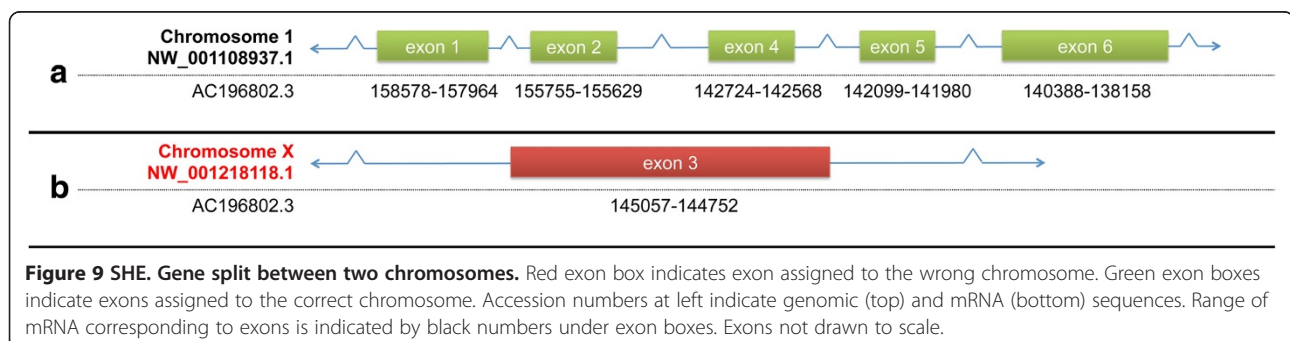 Chromosome 1
NW_001108937.1
exon 1 exon 2 exon 4 exon 5 exon 6
a
AC196802.3 158578-157964 155755-155629 142724-142568 142099-141980 140388-138158
Chromosome X
NW_001218118.1
exon 3
b
AC196802.3 145057-144752
Figure 9 SHE. Gene split between two chromosomes. Red exon box indicates exon assigned to the wrong chromosome. Green exon boxes
indicate exons assigned to the correct chromosome. Accession numbers at left indicate genomic (top) and mRNA (bottom) sequences. Range of
mRNA corresponding to exons is indicated by black numbers under exon boxes. Exons not drawn to scale.